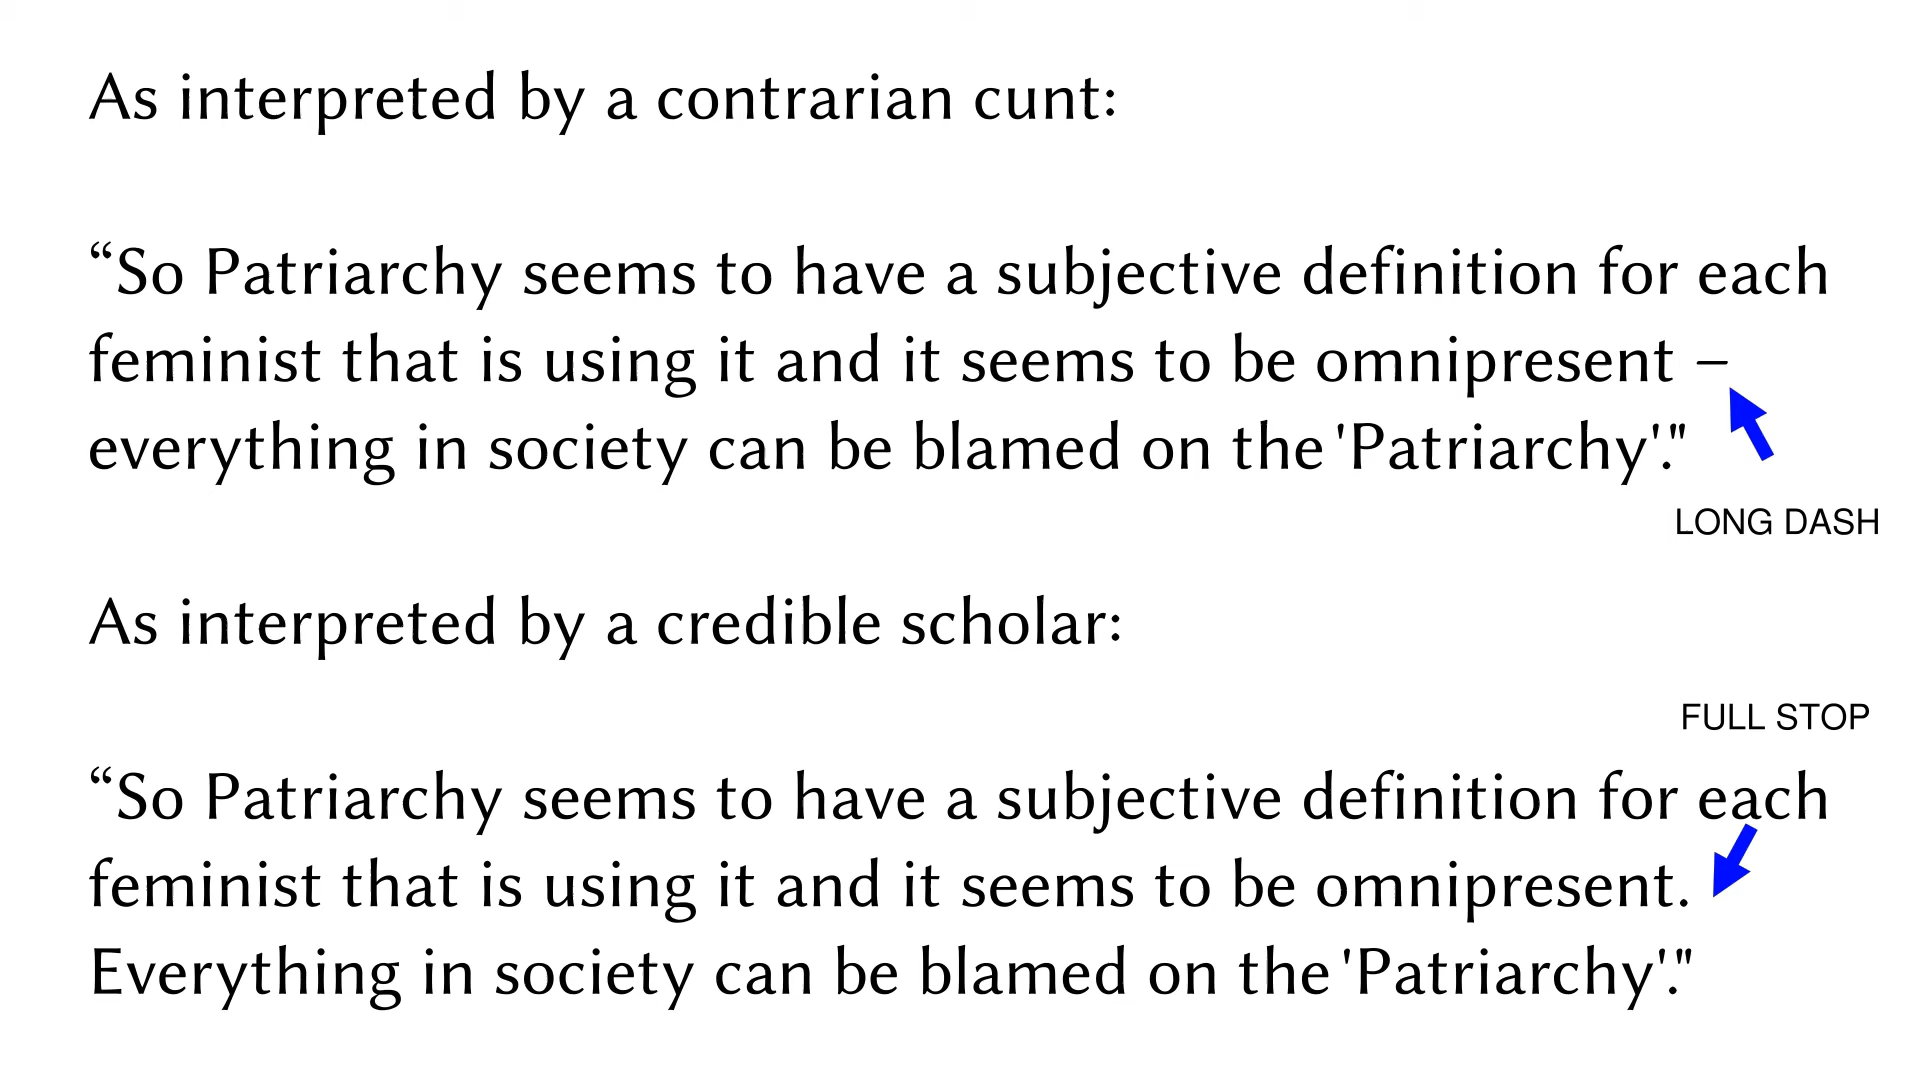 As interpreted by a contrarian cunt:
“So Patriarchy seems to have a subjective definition for each
feminist that is using it and it seems to be omnipresent –
everything in society can be blamed on the 'Patriarchy'."
LONG DASH
As interpreted by a credible scholar:
FULL STOP
“So Patriarchy seems to have a subjective definition for each
feminist that is using it and it seems to be omnipresent.
Everything in society can be blamed on the 'Patriarchy'."